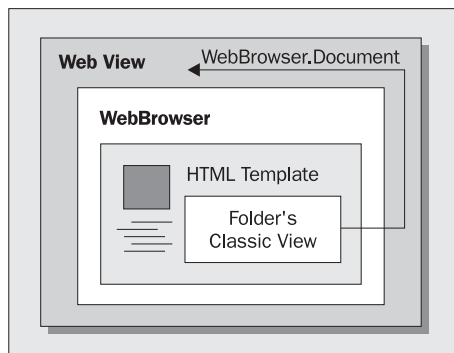 Web View
WebBrowser.Document
WebBrowser
HTML Template
Folder's
Classic View